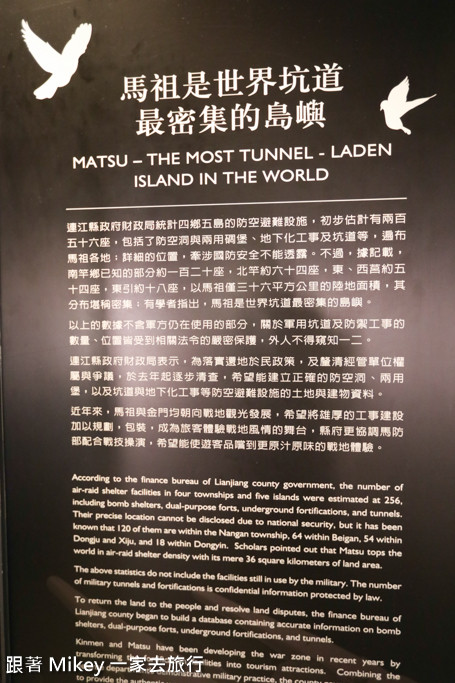 馬祖是世界坑道
最密集的島嶼
MATSU – THE MOST TUNNEL - LADEN
ISLAND IN THE WORLD
連江縣政府財政局統計四鄉五島的防空避難設施，初步估計有兩百
五十六座，包括了防空洞與兩用碉堡、地下化工事及坑道等，遍布
馬祖各地；詳細的位置，牽涉國防安全不能透露。不過，據記載，
南竿鄉已知的部分約一百二十座，北竿約六十四座，東、西莒約五
十四座，東引約十八座，以馬祖僅三十六平方公里的陸地面積，其
分布堪稱密集；有學者指出，馬祖是世界坑道最密集的島嶼。
以上的數據不含軍方仍在使用的部分，關於軍用坑道及防禦工事的
數量、位置皆受到相關法令的嚴密保護，外人不得窺知一二。
連江縣政府財政局表示，為落實還地於民政策，及釐清經管單位權
屬與爭議，於去年起逐步清查，希望能建立正確的防空洞、兩用
堡，以及坑道與地下化工事等防空避難設施的土地與建物資料。
近年來，馬祖與金門均朝向戰地觀光發展，希望將雄厚的工事建設
加以規劃，包裝，成為旅客體驗戰地風情的舞台，縣府更協調馬防
部配合戰技操演，希望能使遊客品嚐到更原汁原味的戰地體驗。
According to the finance bureau of Lianjiang county government, the number of
air-raid shelter facilities in four townships and five islands were estimated at 256,
including bomb shelters, dual-purpose forts, underground fortifications, and tunnels.
Their precise location cannot be disclosed due to national security, but it has been
known that 120 of them are within the Nangan township, 64 within Beigan, 54 within
Dongju and Xiju, and 18 within Dongyin. Scholars pointed out that Matsu tops the
world in air-raid shelter density with its mere 36 square kilometers of land area.
The above statistics do not include the facilities still in use by the military. The number
of military tunnels and fortifications is confidential information protected by law.
To return the land to the people and resolve land disputes, the finance bureau of
Lianjiang county began to build a database containing accurate information on bomb
shelters, dual-purpose forts, underground fortifications, and tunnels.
Kinmen and Matsu have been developing the war zone in recent years by
transforming the facilities into tourism attractions. Combining the
demonstrative military practice, the county
to provide the
跟著 Mikey 一家去旅行